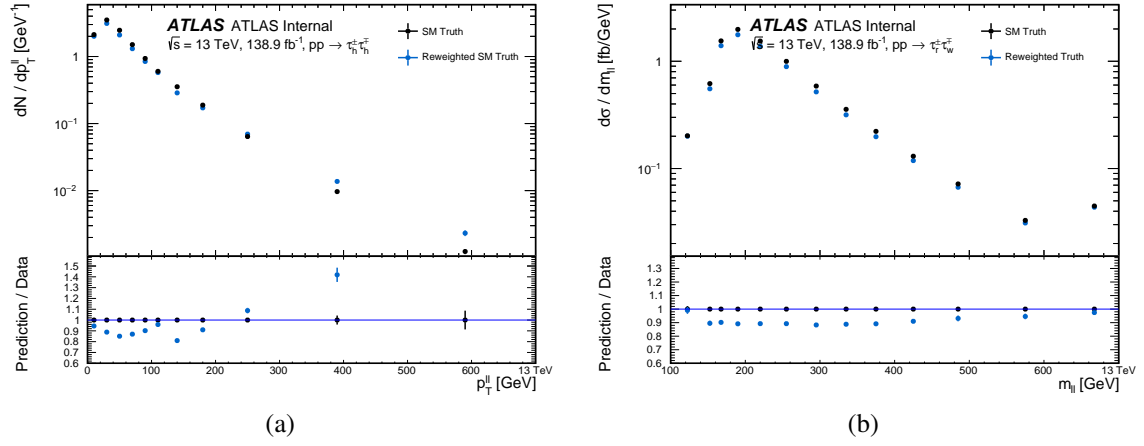 ATLAS ATLAS Internal
√s = 13 TeV, 138.9 fb⁻¹, pp → τₕ±τₕ∓
SM Truth
Reweighted SM Truth
dN / dp_T^ll [GeV⁻¹]
1
10⁻¹
10⁻²
Prediction / Data
1.5
1.4
1.3
1.2
1.1
1
0.9
0.8
0.7
0.6
0 100 200 300 400 500 600 13 TeV
p_T^ll [GeV]
(a)
ATLAS ATLAS Internal
√s = 13 TeV, 138.9 fb⁻¹, pp → τᵣ±τ_w∓
SM Truth
Reweighted Truth
dσ / dm_ll [fb/GeV]
1
10⁻¹
Prediction / Data
1.3
1.2
1.1
1
0.9
0.8
0.7
0.6
100 200 300 400 500 600 13 TeV
m_ll [GeV]
(b)